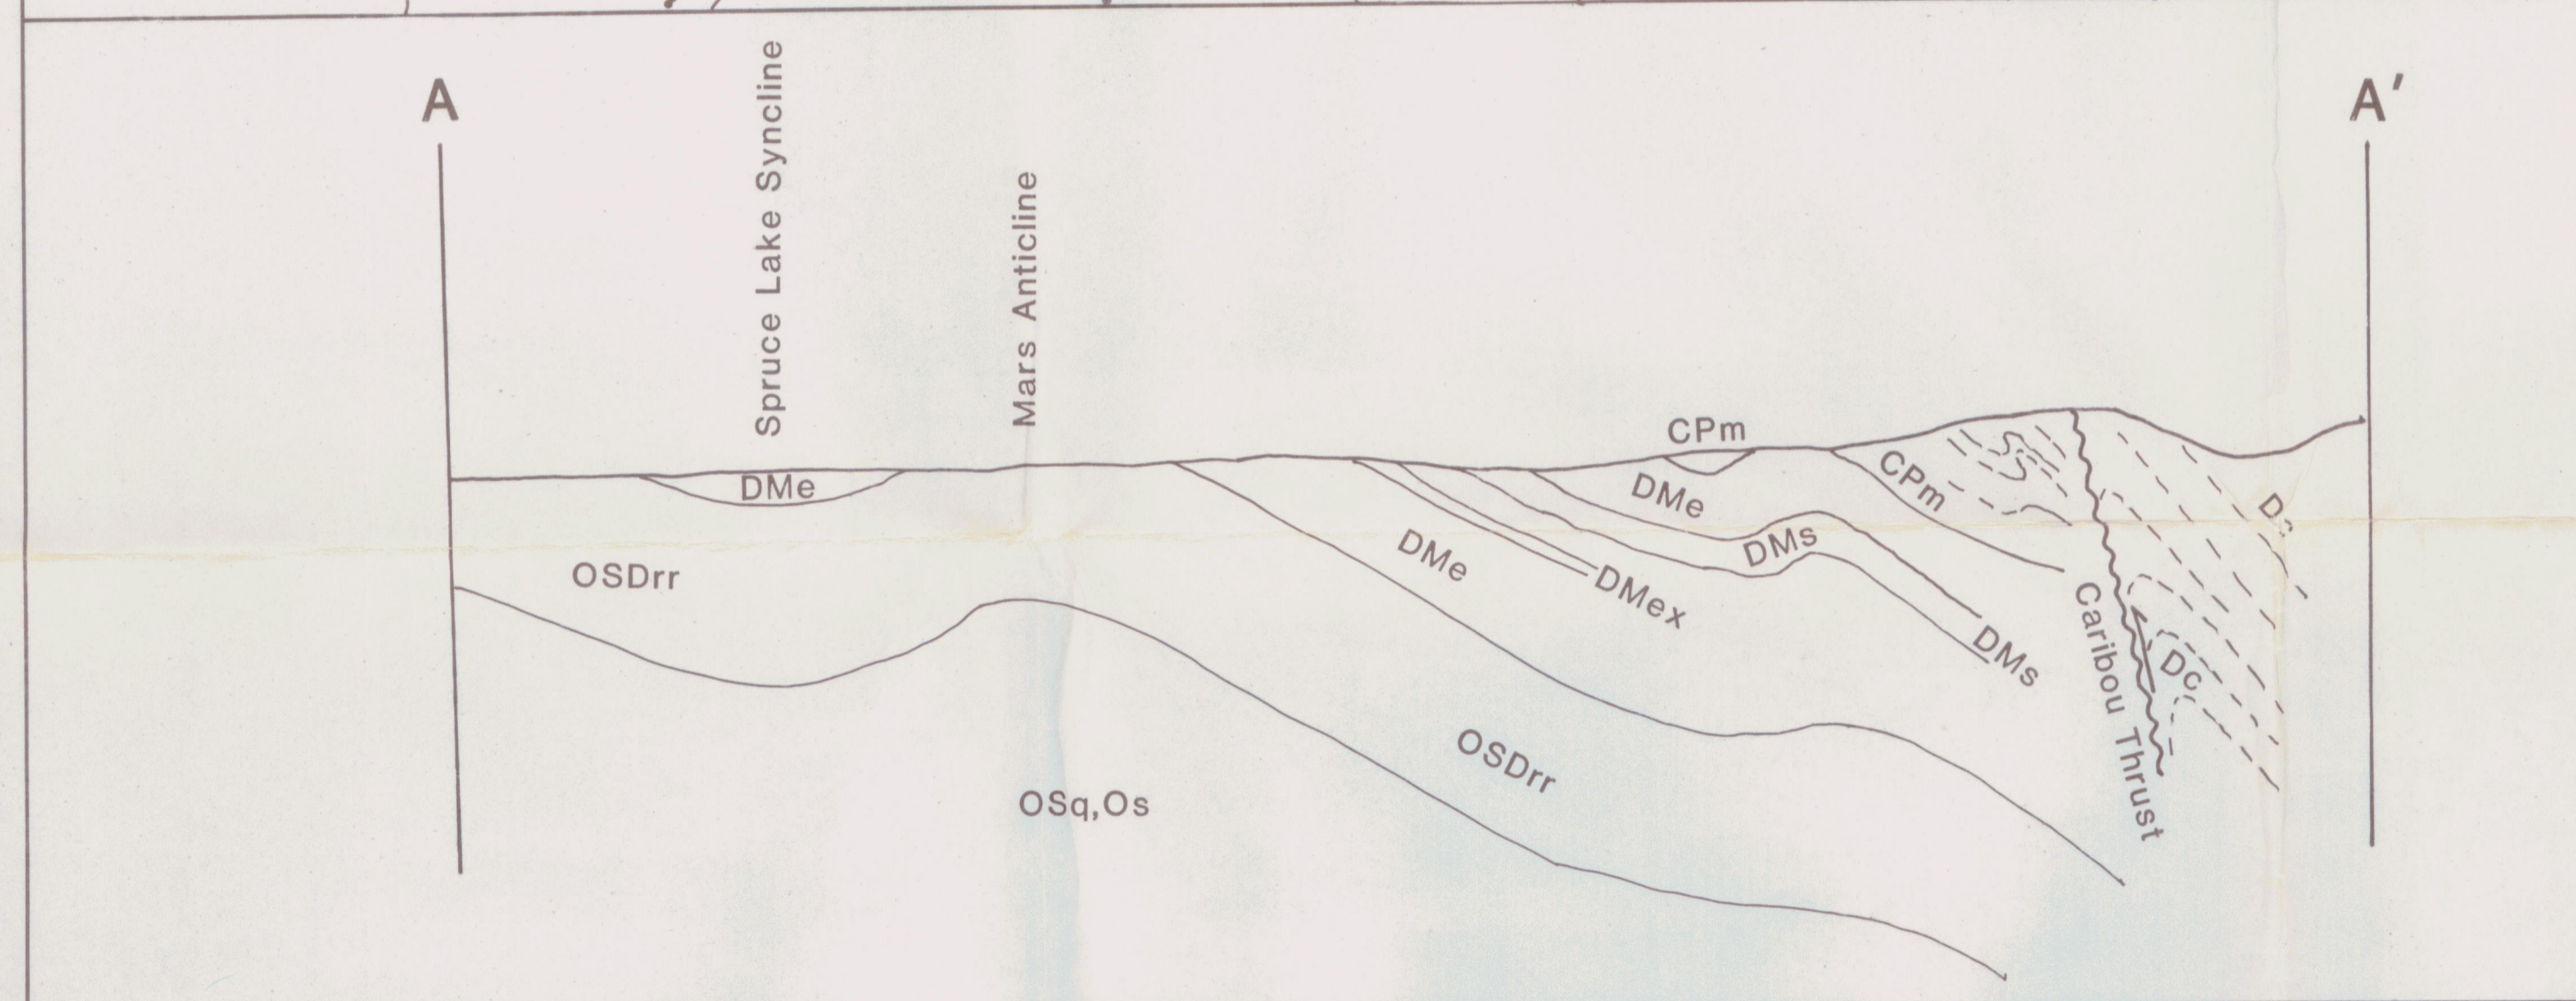 A
A'
Spruce Lake Syncline
Mars Anticline
CPm
DMe
CPm
DMe
OSDrr
DMe
DMs
DMex
DMs
Dc
Caribou Thrust
OSDrr
OSq,Os